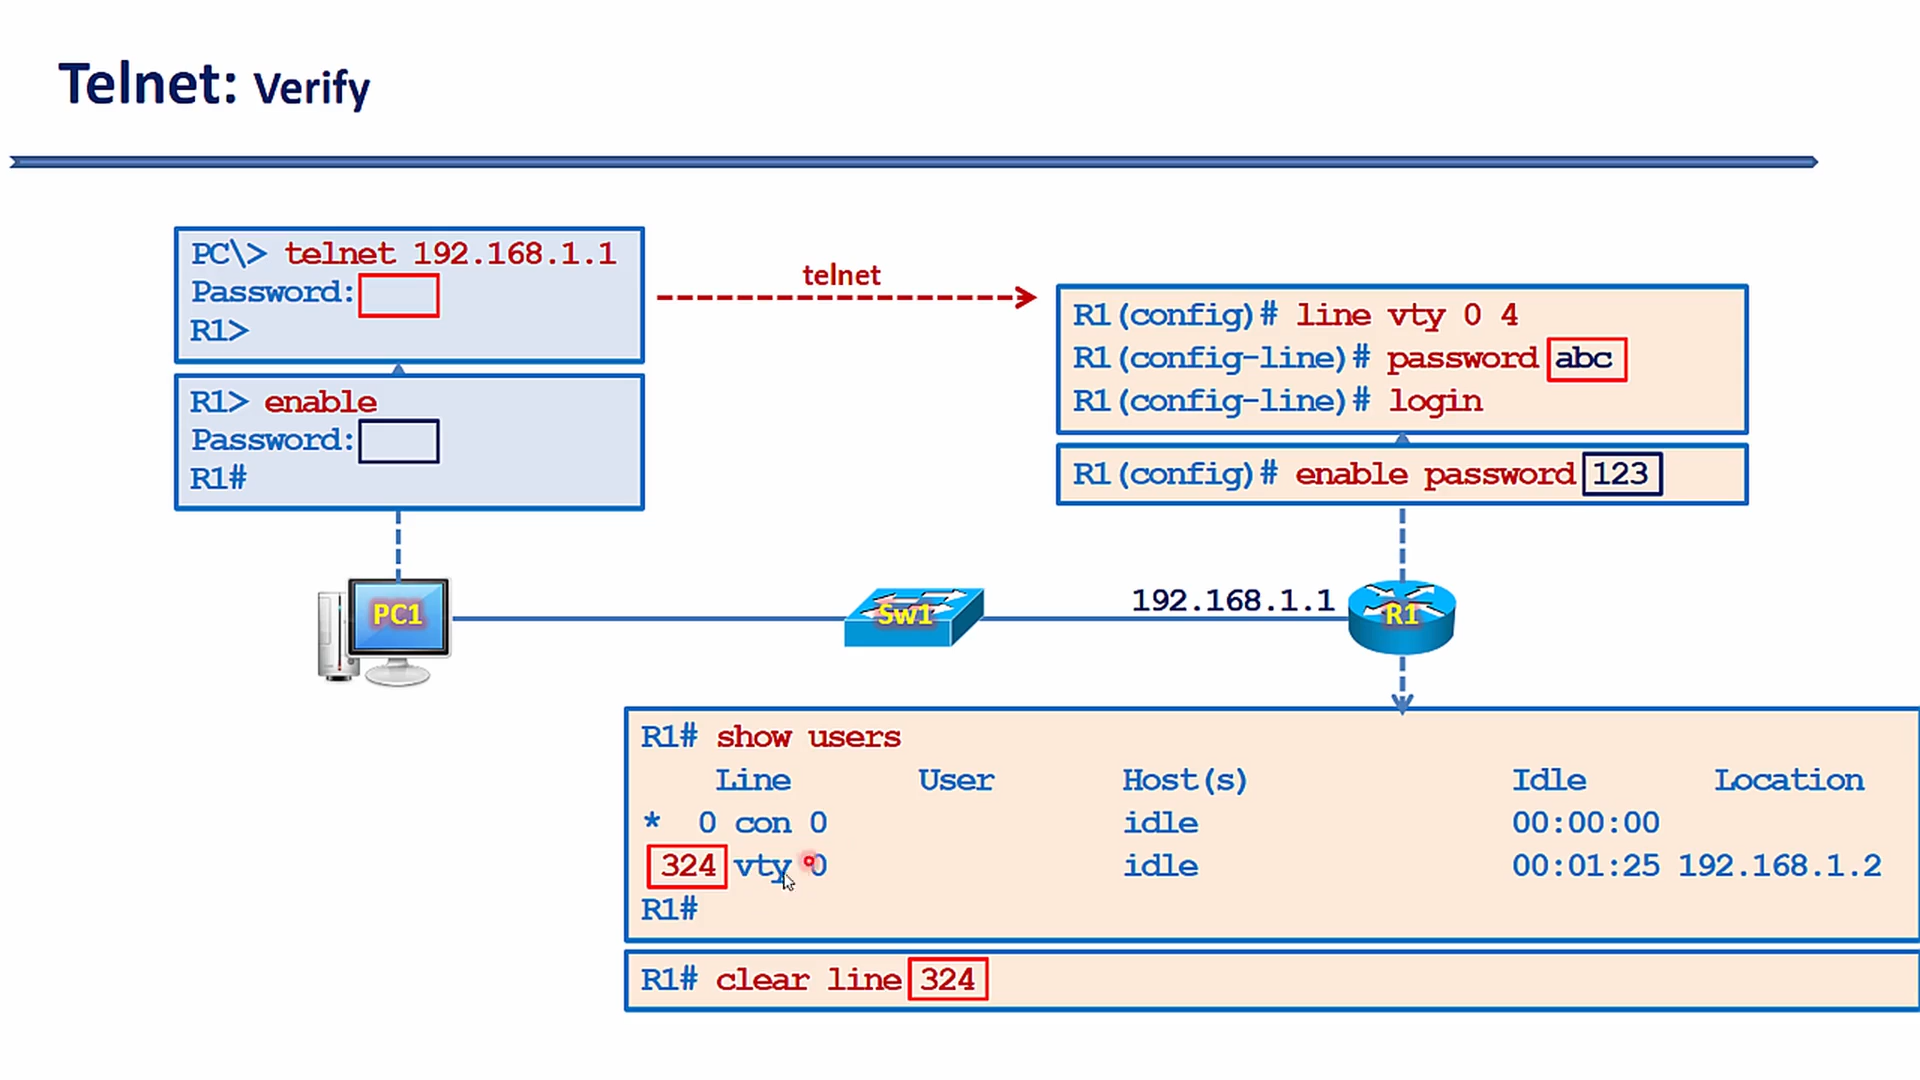 Telnet: Verify
PC\> telnet 192.168.1.1
Password:
R1>
R1> enable
Password:
R1#
telnet
R1(config)# line vty 0 4
R1(config-line)# password abc
R1(config-line)# login
R1(config)# enable password 123
PC1
Sw1
192.168.1.1
R1
R1# show users
Line User Host(s) Idle Location
* 0 con 0 idle 00:00:00
324 vty 0 idle 00:01:25 192.168.1.2
R1#
R1# clear line 324